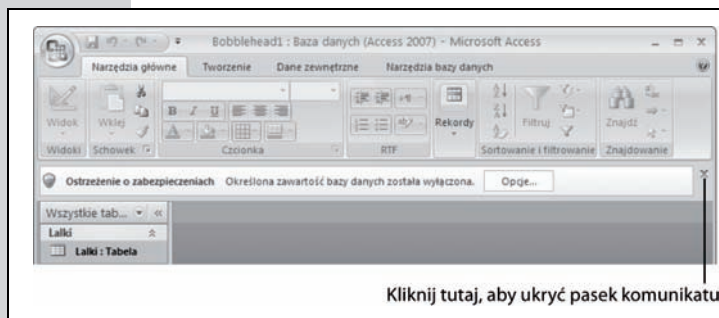 Bobblehead1 : Baza danych (Access 2007) - Microsoft Access
Narzędzia główne Tworzenie Dane zewnętrzne Narzędzia bazy danych
Widok Wklej B I U Rekordy Filtruj Znajdź
Widoki Schowek Czcionka RTF Sortowanie i filtrowanie Znajdowanie
Ostrzeżenie o zabezpieczeniach Określona zawartość bazy danych została wyłączona. Opcje...
Wszystkie tab...
Lalki
Lalki : Tabela
Kliknij tutaj, aby ukryć pasek komunikatu